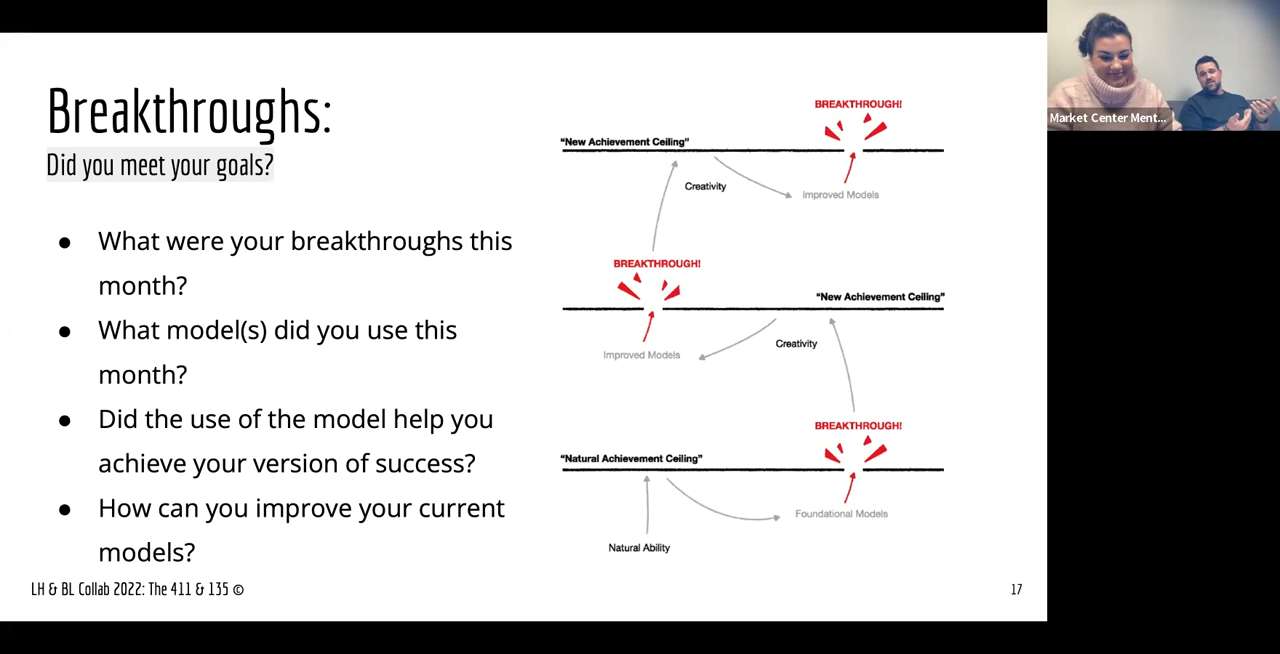 Breakthroughs:
Did you meet your goals?
● What were your breakthroughs this
month?
● What model(s) did you use this
month?
● Did the use of the model help you
achieve your version of success?
● How can you improve your current
models?
BREAKTHROUGH!
“New Achievement Ceiling”
Creativity
Improved Models
BREAKTHROUGH!
“New Achievement Ceiling”
Improved Models
Creativity
BREAKTHROUGH!
“Natural Achievement Ceiling”
Foundational Models
Natural Ability
LH & BL Collab 2022: The 411 & 135 ©
17
Market Center Ment...